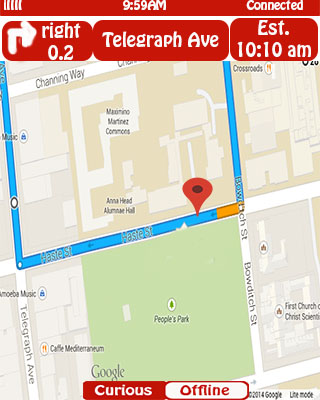 9:59AM
Connected
right
0.2
Telegraph Ave
Est.
10:10 am
Channing Way
Crossroads
Maximino
Martinez
Commons
Music
Anna Head
Alumnae Hall
Bowditch St
Haste St
Haste St
Amoeba Music
Telegraph Ave
People's Park
Bowditch St
First Church of
Christ Scientis
Caffe Mediterraneum
Google
©2014 Google
Lite mode
Curious
Offline